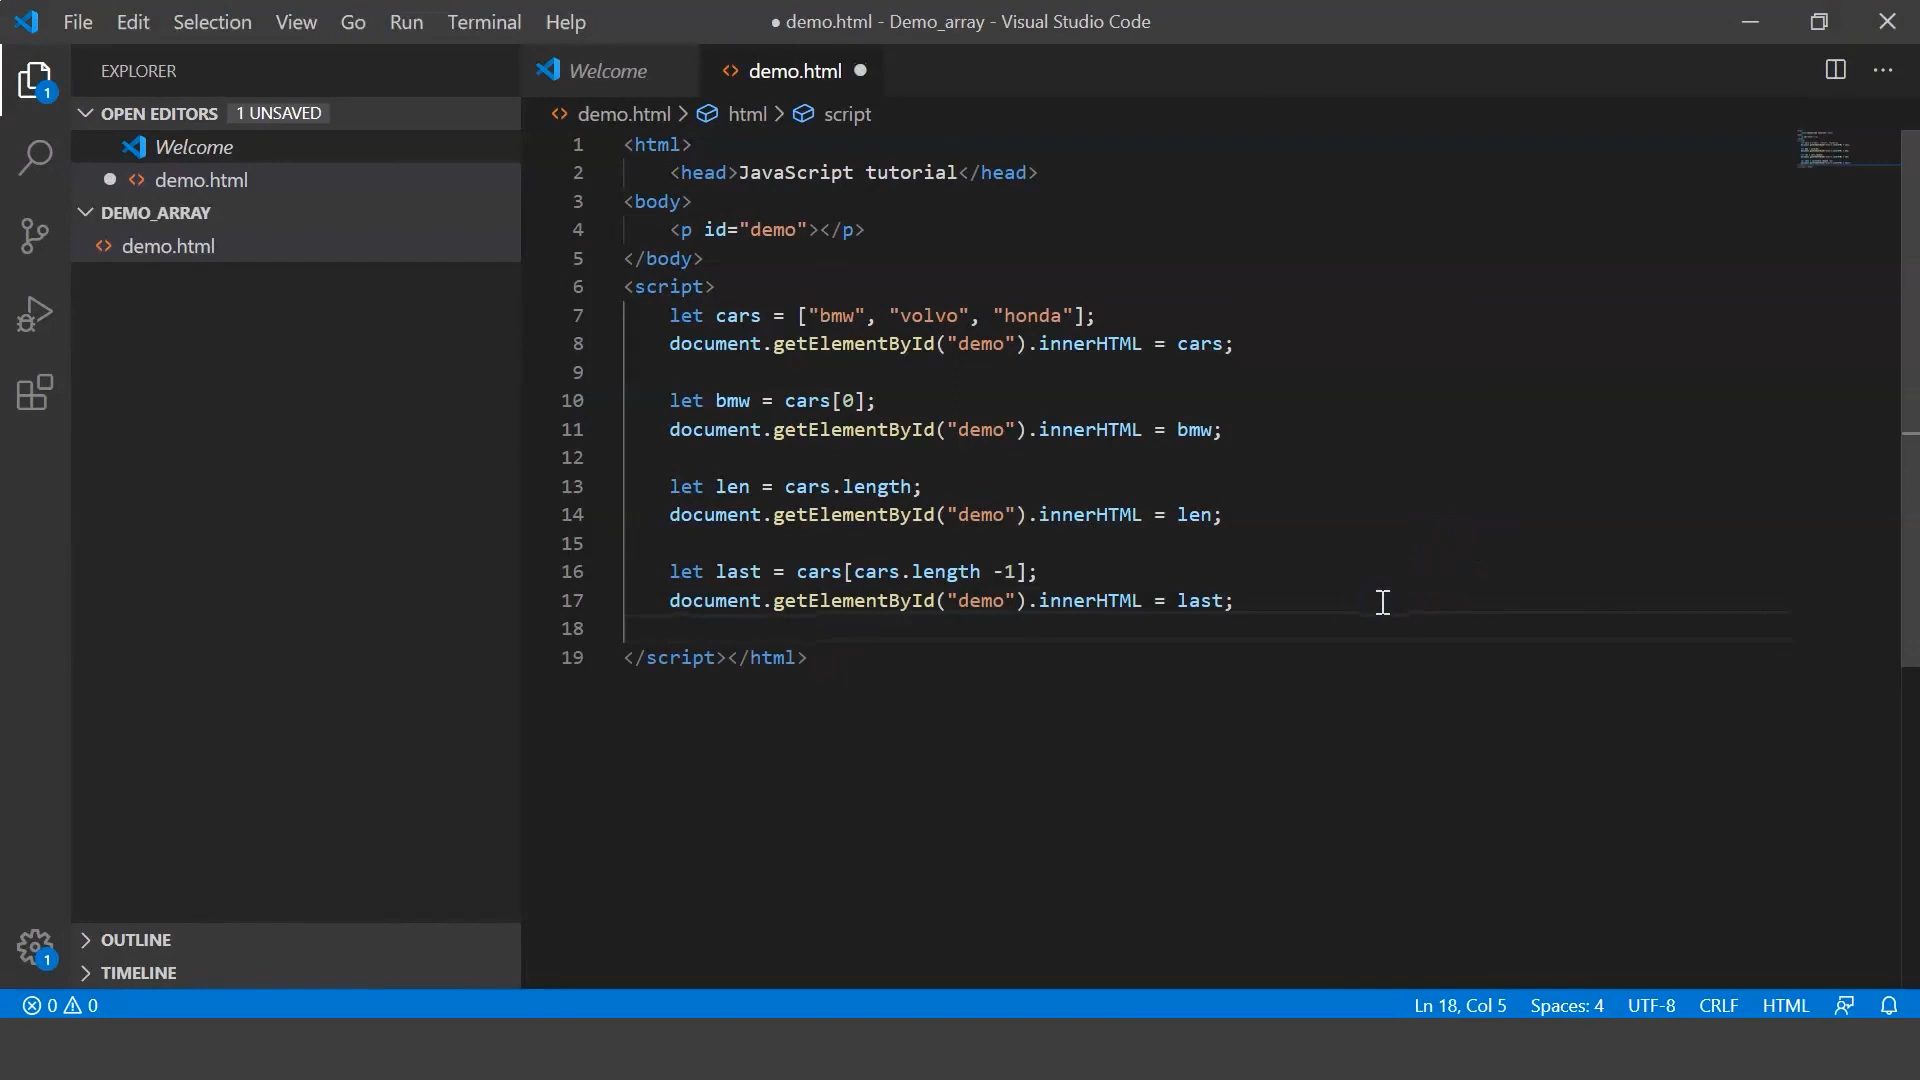 File Edit Selection View Go Run Terminal Help
● demo.html - Demo_array - Visual Studio Code
EXPLORER
OPEN EDITORS 1 UNSAVED
Welcome
demo.html
DEMO_ARRAY
demo.html
OUTLINE
TIMELINE
1
1
Welcome demo.html
demo.html > html > script
1 <html>
2 <head>JavaScript tutorial</head>
3 <body>
4 <p id="demo"></p>
5 </body>
6 <script>
7 let cars = ["bmw", "volvo", "honda"];
8 document.getElementById("demo").innerHTML = cars;
9
10 let bmw = cars[0];
11 document.getElementById("demo").innerHTML = bmw;
12
13 let len = cars.length;
14 document.getElementById("demo").innerHTML = len;
15
16 let last = cars[cars.length -1];
17 document.getElementById("demo").innerHTML = last;
18
19 </script></html>
0 0
Ln 18, Col 5 Spaces: 4 UTF-8 CRLF HTML